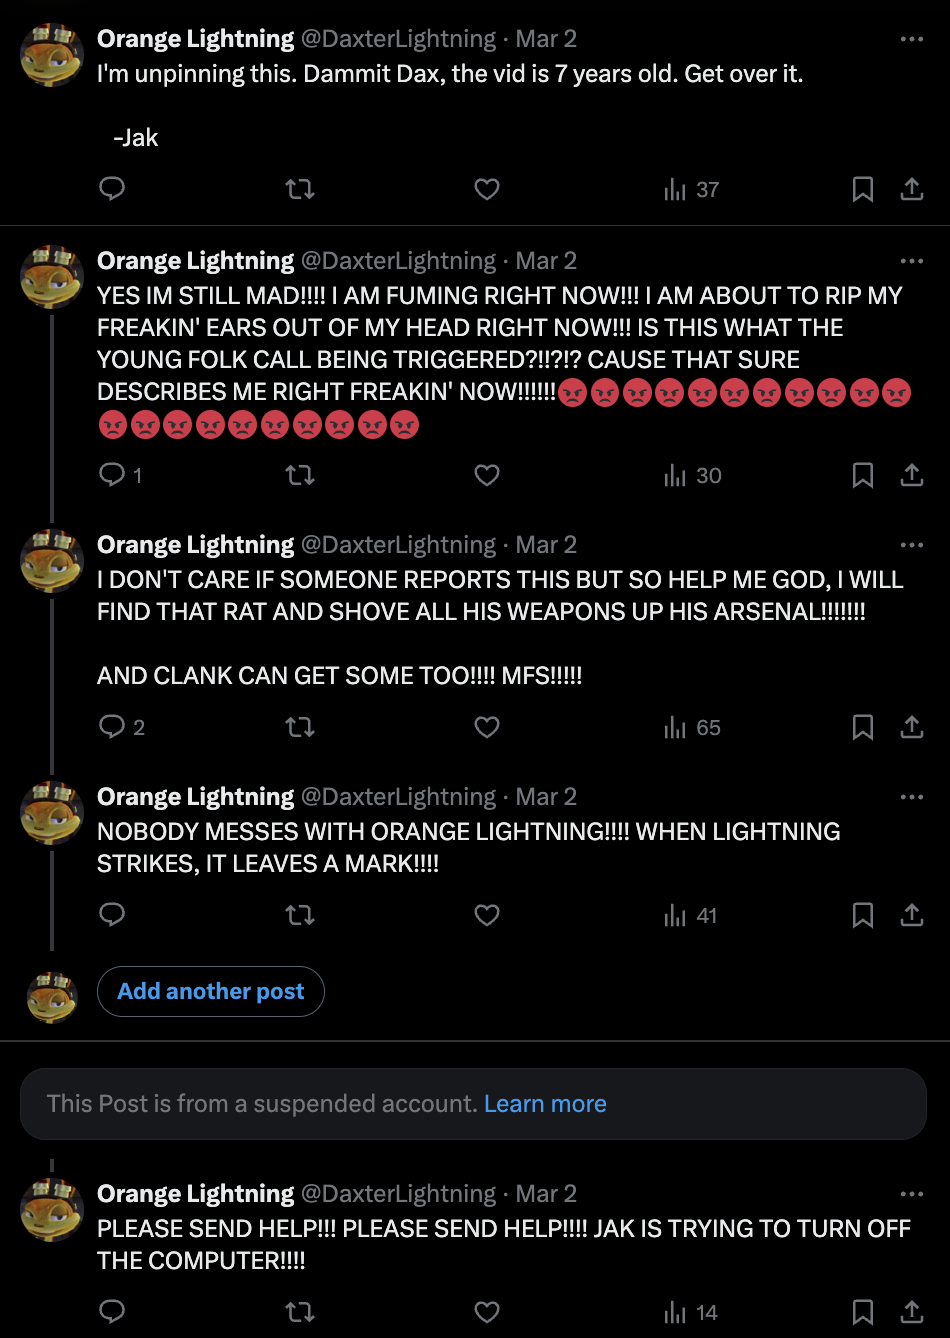 Orange Lightning @DaxterLightning · Mar 2
I'm unpinning this. Dammit Dax, the vid is 7 years old. Get over it.
-Jak
37
Orange Lightning @DaxterLightning · Mar 2
YES IM STILL MAD!!!! I AM FUMING RIGHT NOW!!! I AM ABOUT TO RIP MY
FREAKIN' EARS OUT OF MY HEAD RIGHT NOW!!! IS THIS WHAT THE
YOUNG FOLK CALL BEING TRIGGERED?!!?!? CAUSE THAT SURE
DESCRIBES ME RIGHT FREAKIN' NOW!!!!!!😡😡😡😡😡😡😡😡😡😡😡
😡😡😡😡😡😡😡😡😡😡
1 30
Orange Lightning @DaxterLightning · Mar 2
I DON'T CARE IF SOMEONE REPORTS THIS BUT SO HELP ME GOD, I WILL
FIND THAT RAT AND SHOVE ALL HIS WEAPONS UP HIS ARSENAL!!!!!!!
AND CLANK CAN GET SOME TOO!!!! MFS!!!!!
2 65
Orange Lightning @DaxterLightning · Mar 2
NOBODY MESSES WITH ORANGE LIGHTNING!!!! WHEN LIGHTNING
STRIKES, IT LEAVES A MARK!!!!
41
Add another post
This Post is from a suspended account. Learn more
Orange Lightning @DaxterLightning · Mar 2
PLEASE SEND HELP!!! PLEASE SEND HELP!!!! JAK IS TRYING TO TURN OFF
THE COMPUTER!!!!
14